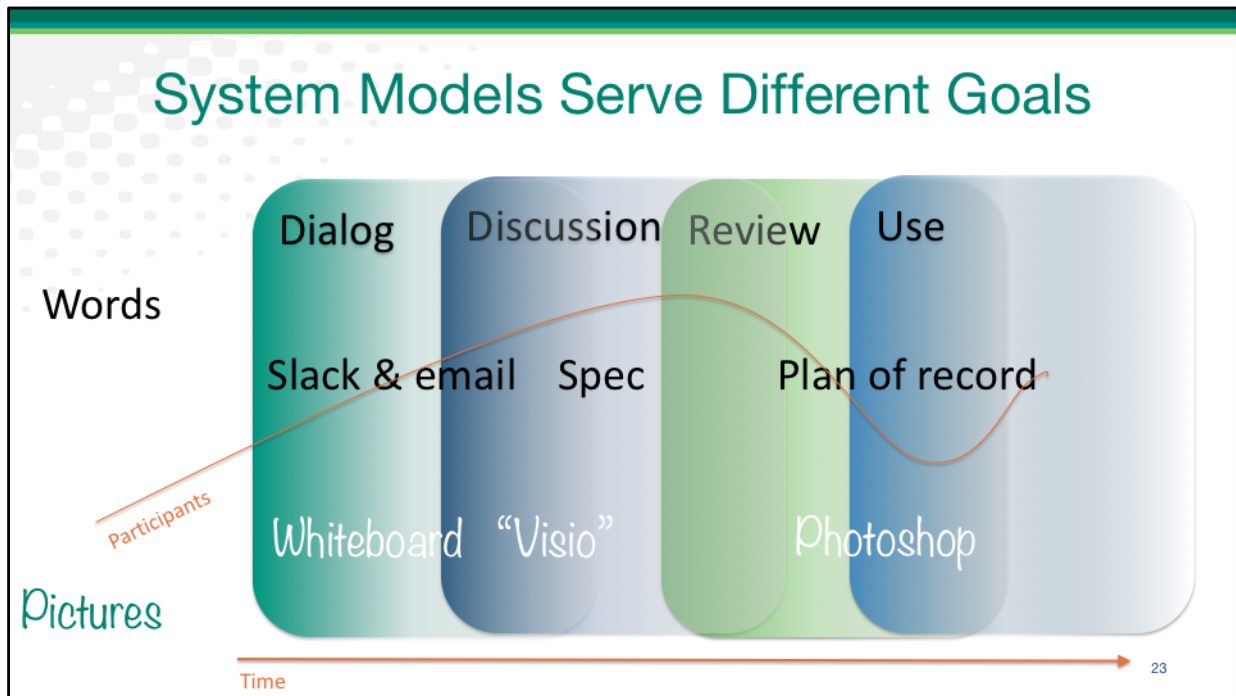 System Models Serve Different Goals
Dialog
Discussion
Review
Use
Words
Slack & email
Spec
Plan of record
Participants
Whiteboard
“Visio”
Photoshop
Pictures
Time
23